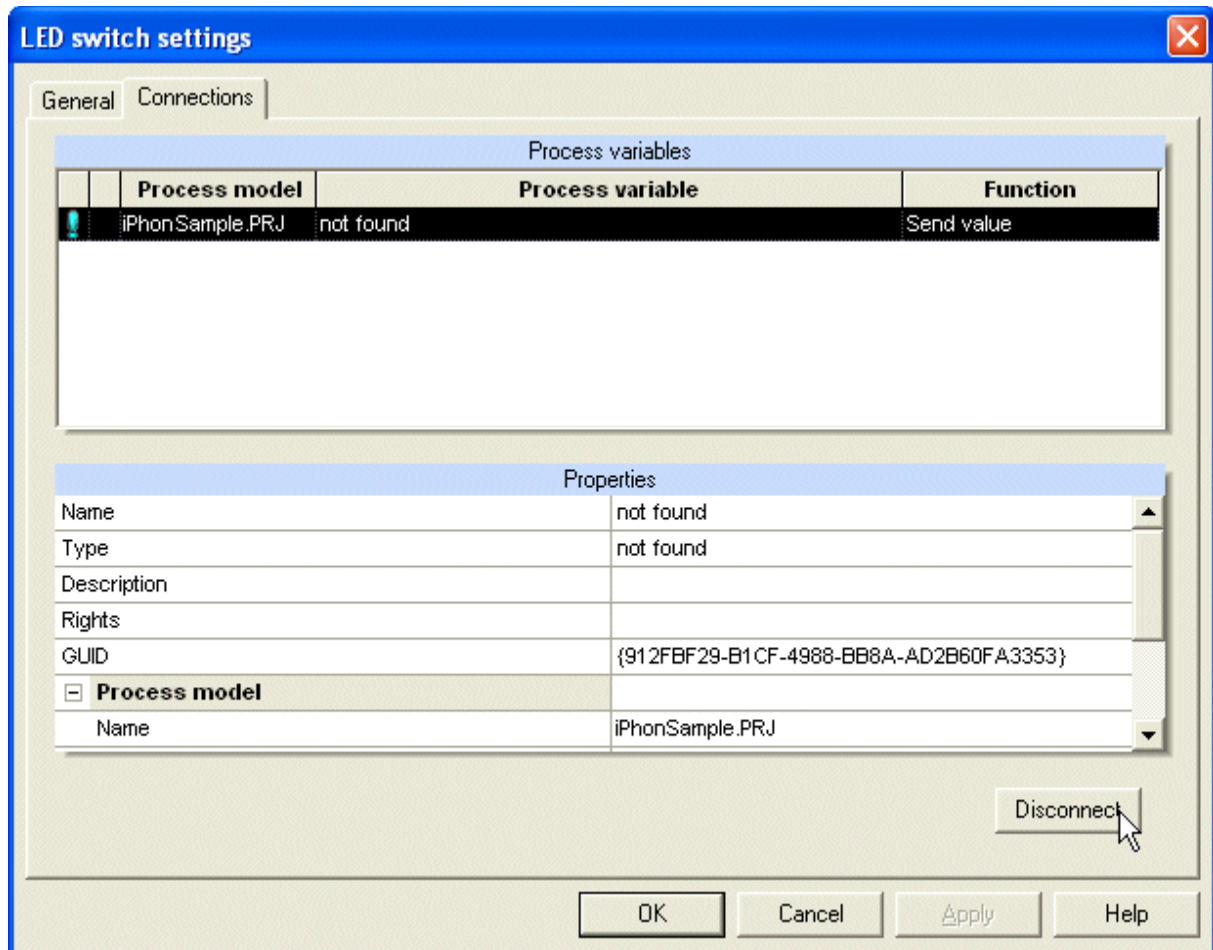 LED switch settings
General Connections
Process variables
Process model Process variable Function
iPhonSample.PRJ not found Send value
Properties
Name not found
Type not found
Description
Rights
GUID {912FBF29-B1CF-4988-BB8A-AD2B60FA3353}
Process model
Name iPhonSample.PRJ
Disconnect
OK Cancel Apply Help